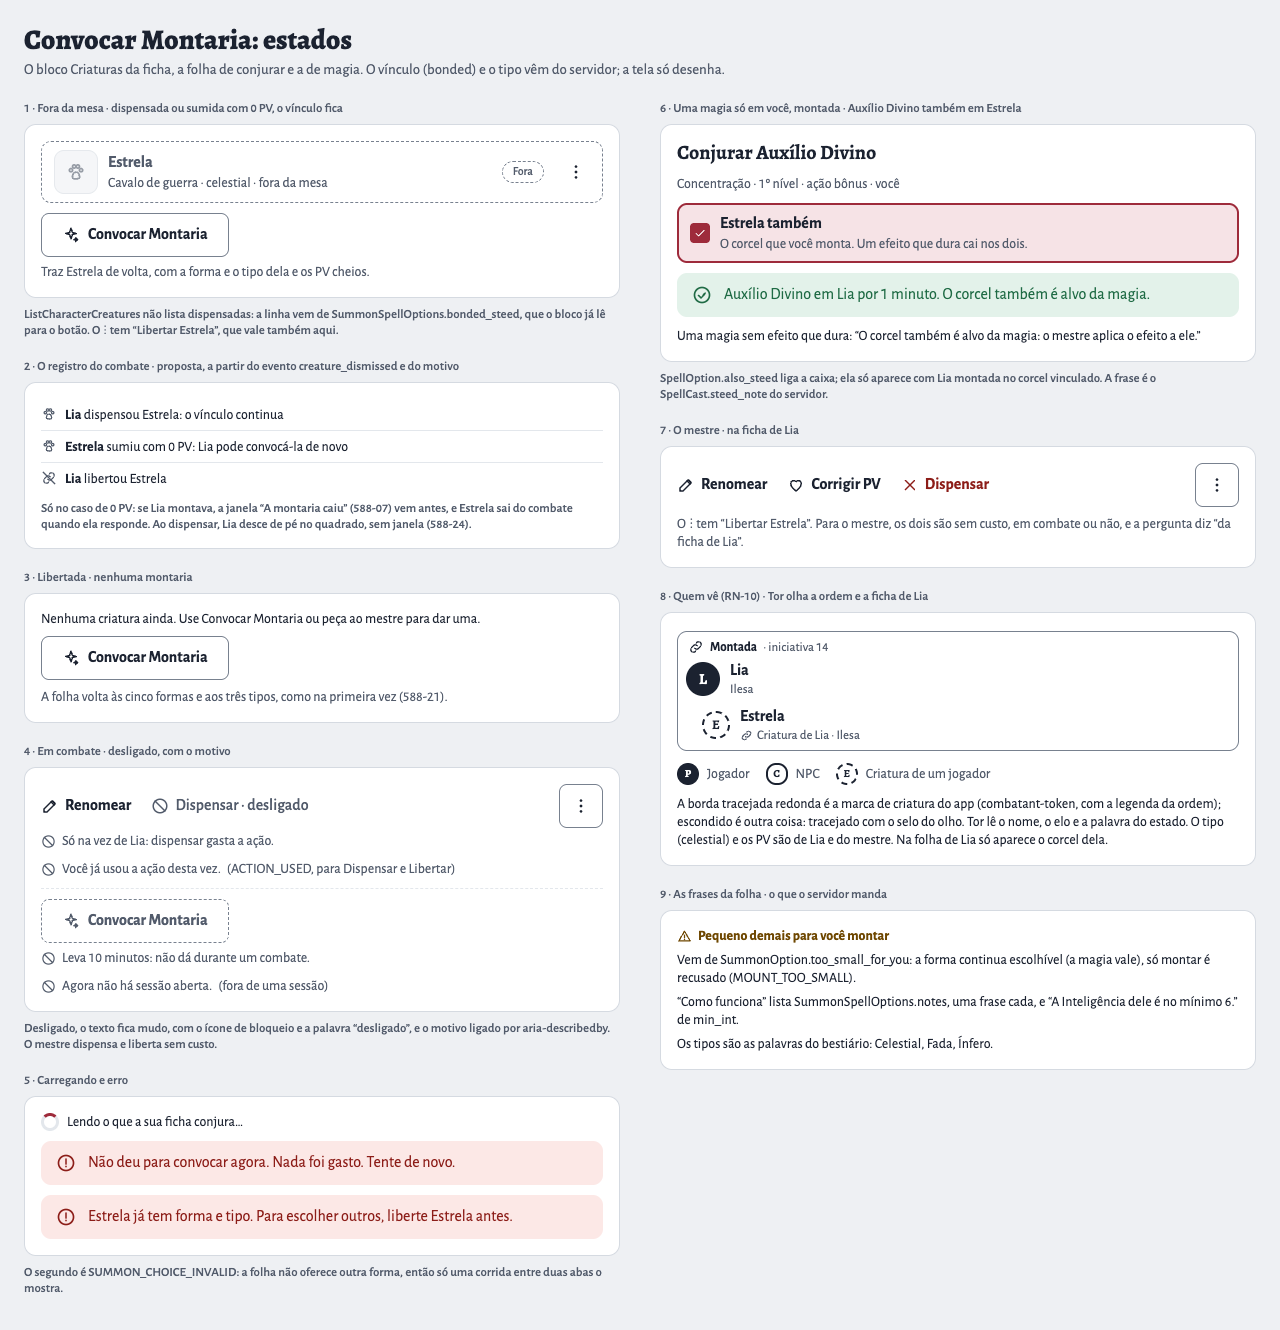 Convocar Montaria: estados
O bloco Criaturas da ficha, a folha de conjurar e a de magia. O vínculo (bonded) e o tipo vêm do servidor; a tela só desenha.
1 · Fora da mesa · dispensada ou sumida com 0 PV, o vínculo fica
Estrela
Cavalo de guerra · celestial · fora da mesa
Fora
Convocar Montaria
Traz Estrela de volta, com a forma e o tipo dela e os PV cheios.
ListCharacterCreatures não lista dispensadas: a linha vem de SummonSpellOptions.bonded_steed, que o bloco já lê
para o botão. O ⋮ tem “Libertar Estrela”, que vale também aqui.
2 · O registro do combate · proposta, a partir do evento creature_dismissed e do motivo
Lia dispensou Estrela: o vínculo continua
Estrela sumiu com 0 PV: Lia pode convocá-la de novo
Lia libertou Estrela
Só no caso de 0 PV: se Lia montava, a janela “A montaria caiu” (588-07) vem antes, e Estrela sai do combate
quando ela responde. Ao dispensar, Lia desce de pé no quadrado, sem janela (588-24).
3 · Libertada · nenhuma montaria
Nenhuma criatura ainda. Use Convocar Montaria ou peça ao mestre para dar uma.
Convocar Montaria
A folha volta às cinco formas e aos três tipos, como na primeira vez (588-21).
4 · Em combate · desligado, com o motivo
Renomear
Dispensar · desligado
Só na vez de Lia: dispensar gasta a ação.
Você já usou a ação desta vez. (ACTION_USED, para Dispensar e Libertar)
Convocar Montaria
Leva 10 minutos: não dá durante um combate.
Agora não há sessão aberta. (fora de uma sessão)
Desligado, o texto fica mudo, com o ícone de bloqueio e a palavra “desligado”, e o motivo ligado por aria-describedby.
O mestre dispensa e liberta sem custo.
5 · Carregando e erro
Lendo o que a sua ficha conjura…
Não deu para convocar agora. Nada foi gasto. Tente de novo.
Estrela já tem forma e tipo. Para escolher outros, liberte Estrela antes.
O segundo é SUMMON_CHOICE_INVALID: a folha não oferece outra forma, então só uma corrida entre duas abas o
mostra.
6 · Uma magia só em você, montada · Auxílio Divino também em Estrela
Conjurar Auxílio Divino
Concentração · 1º nível · ação bônus · você
Estrela também
O corcel que você monta. Um efeito que dura cai nos dois.
Auxílio Divino em Lia por 1 minuto. O corcel também é alvo da magia.
Uma magia sem efeito que dura: “O corcel também é alvo da magia: o mestre aplica o efeito a ele.”
SpellOption.also_steed liga a caixa; ela só aparece com Lia montada no corcel vinculado. A frase é o
SpellCast.steed_note do servidor.
7 · O mestre · na ficha de Lia
Renomear
Corrigir PV
Dispensar
O ⋮ tem “Libertar Estrela”. Para o mestre, os dois são sem custo, em combate ou não, e a pergunta diz “da
ficha de Lia”.
8 · Quem vê (RN-10) · Tor olha a ordem e a ficha de Lia
Montada · iniciativa 14
L
Lia
Ilesa
E
Estrela
Criatura de Lia · Ilesa
P Jogador
C NPC
E Criatura de um jogador
A borda tracejada redonda é a marca de criatura do app (combatant-token, com a legenda da ordem);
escondido é outra coisa: tracejado com o selo do olho. Tor lê o nome, o elo e a palavra do estado. O tipo
(celestial) e os PV são de Lia e do mestre. Na folha de Lia só aparece o corcel dela.
9 · As frases da folha · o que o servidor manda
Pequeno demais para você montar
Vem de SummonOption.too_small_for_you: a forma continua escolhível (a magia vale), só montar é
recusado (MOUNT_TOO_SMALL).
“Como funciona” lista SummonSpellOptions.notes, uma frase cada, e “A Inteligência dele é no mínimo 6.”
de min_int.
Os tipos são as palavras do bestiário: Celestial, Fada, Ínfero.